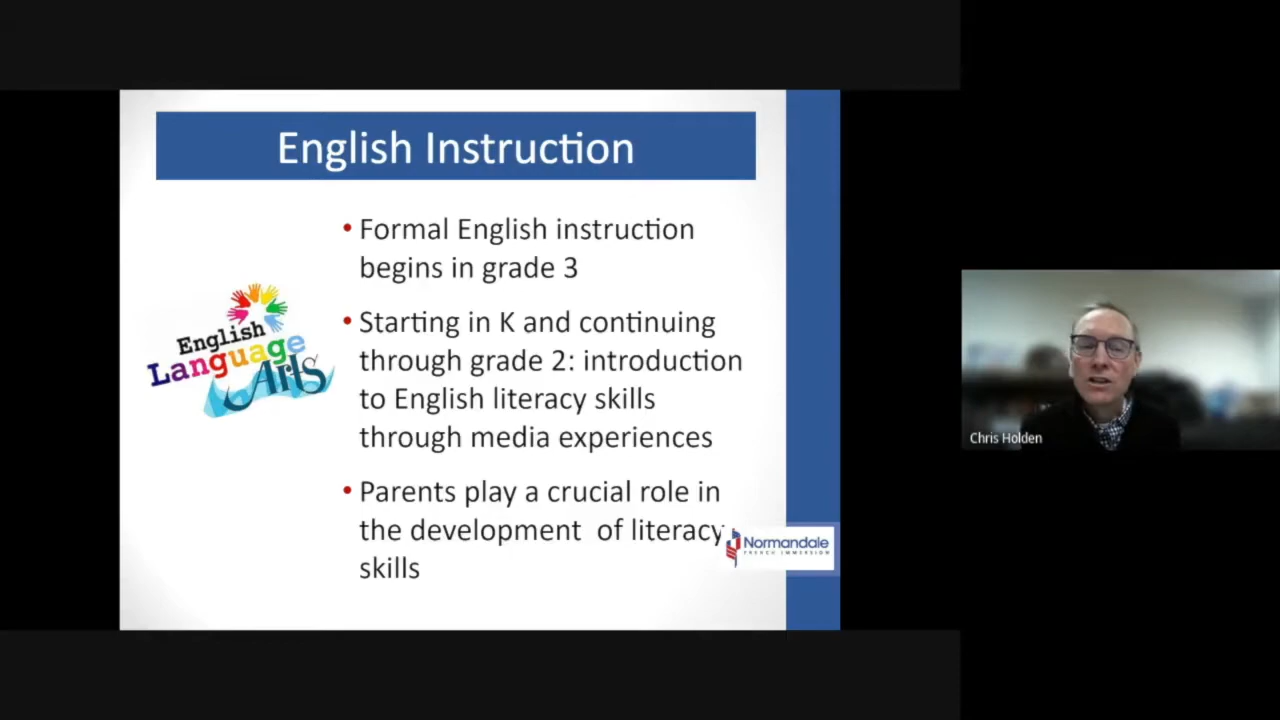 English Instruction
• Formal English instruction
begins in grade 3
• Starting in K and continuing
through grade 2: introduction
to English literacy skills
through media experiences
• Parents play a crucial role in
the development of literacy
skills
English
Language
Arts
Normandale
FRENCH IMMERSION
Chris Holden